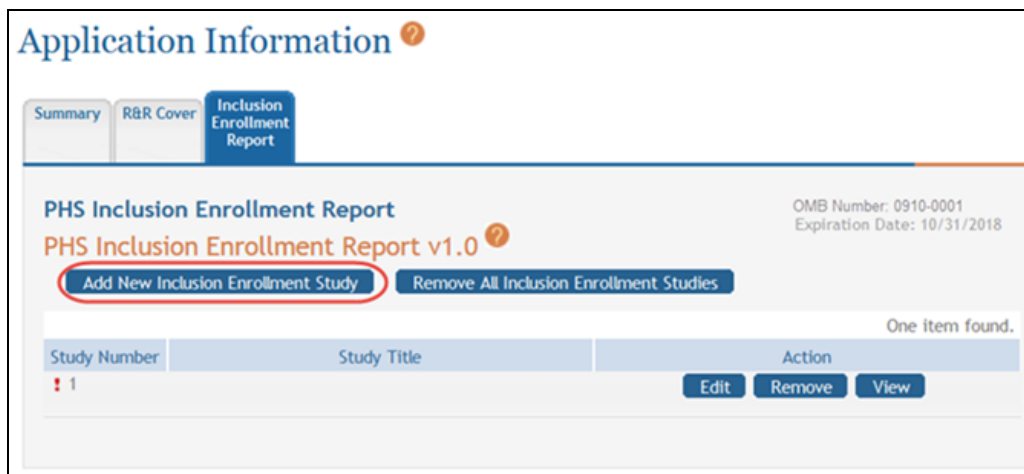 Application Information ?
Summary
R&R Cover
Inclusion
Enrollment
Report
PHS Inclusion Enrollment Report
OMB Number: 0910-0001
Expiration Date: 10/31/2018
PHS Inclusion Enrollment Report v1.0 ?
Add New Inclusion Enrollment Study
Remove All Inclusion Enrollment Studies
One item found.
Study Number Study Title Action
! 1 Edit Remove View